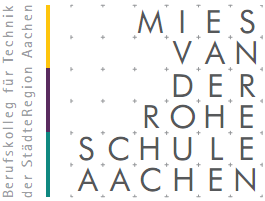 Berufskolleg für Technik
der StädteRegion Aachen
MIES
VAN
DER
ROHE
SCHULE
AACHEN